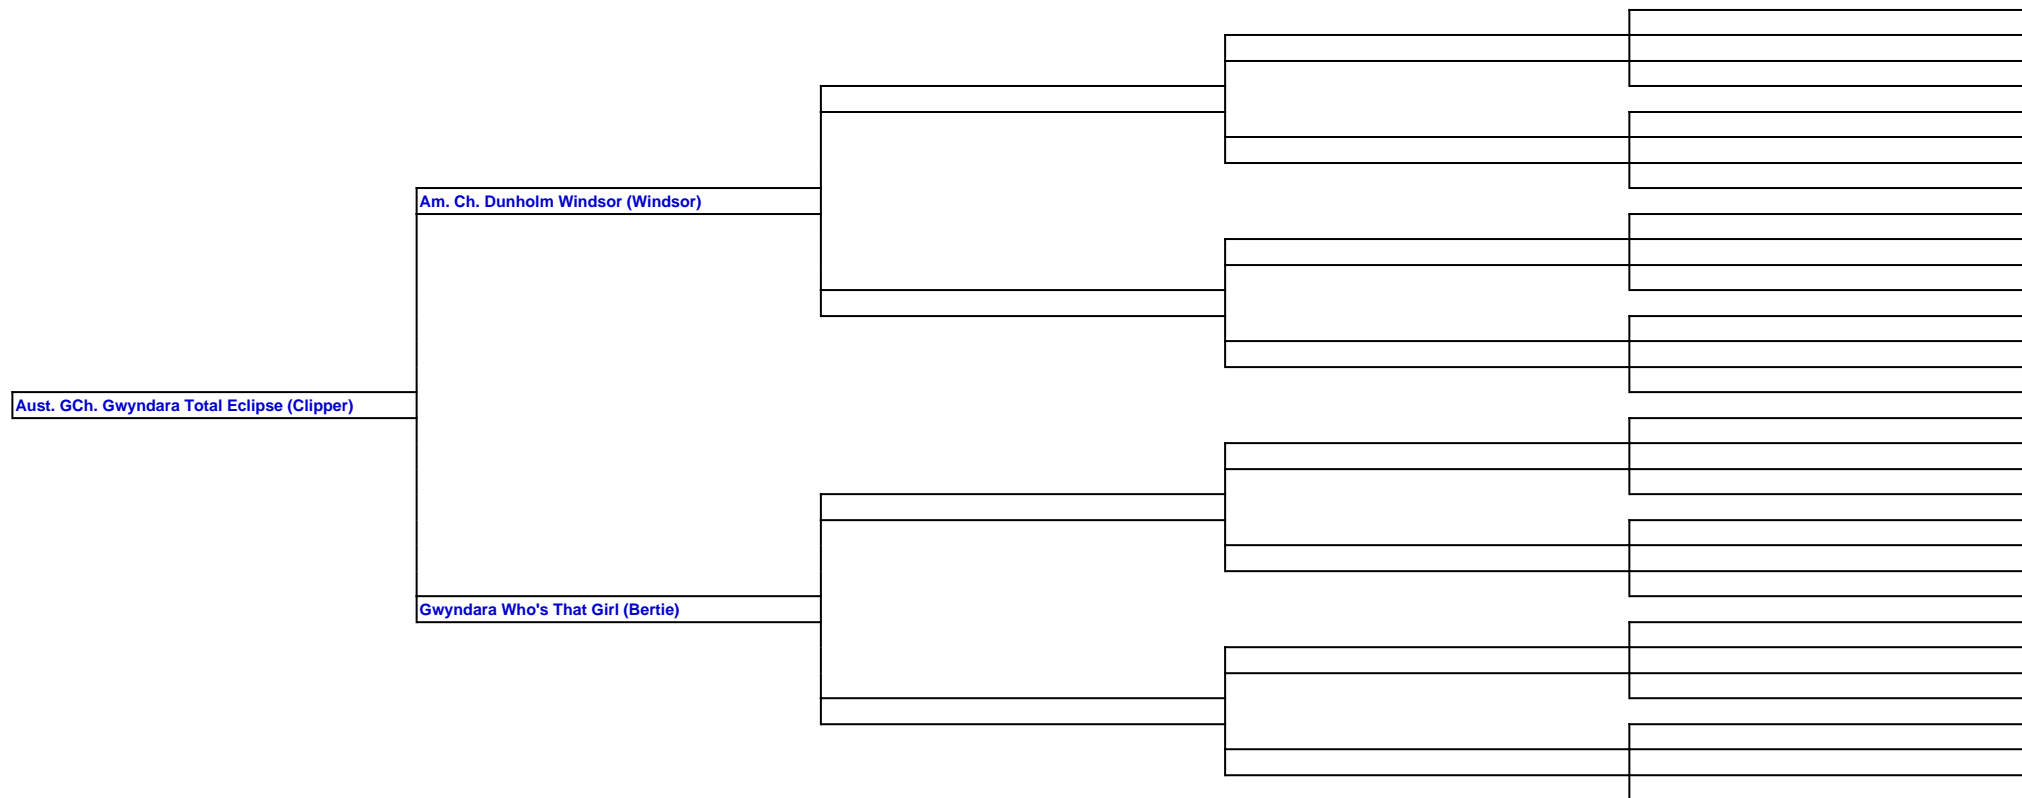 Am. Ch. Dunholm Windsor (Windsor)
Aust. GCh. Gwyndara Total Eclipse (Clipper)
Gwyndara Who's That Girl (Bertie)